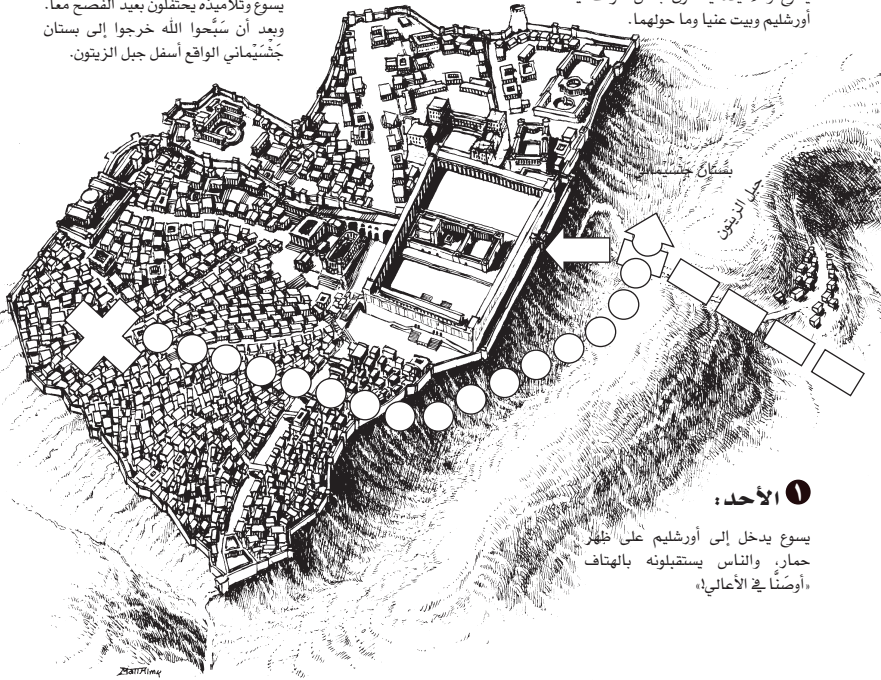 أورشليم وبيت عنيا وما حولهما.
يسوع وتلاميذه يحتفلون بعيد الفصح معاً.
وبعد أن سَبَّحوا الله خرجوا إلى بستان
جَثْسَيْماني الواقع أسفل جبل الزيتون.
بستان جثسيماني
جبل الزيتون
١ الأحد:
يسوع يدخل إلى أورشليم على ظهر
حمار، والناس يستقبلونه بالهتاف
«أوصَنَّا في الأعالي!»